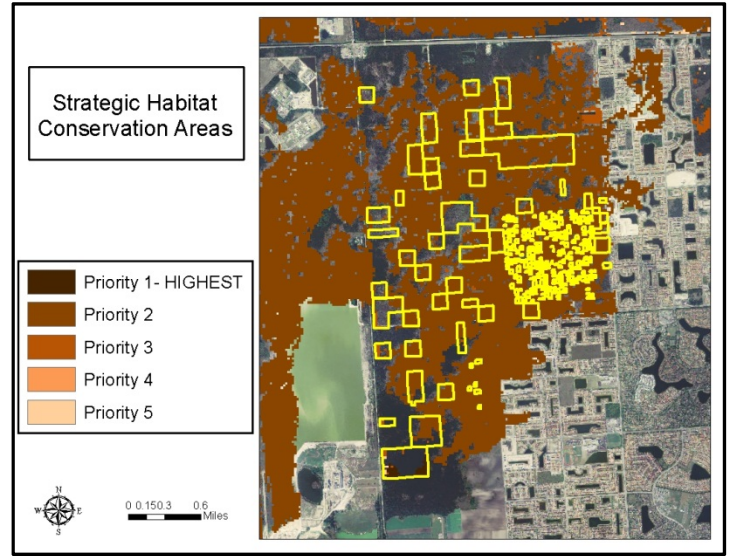 Strategic Habitat
Conservation Areas
Priority 1- HIGHEST
Priority 2
Priority 3
Priority 4
Priority 5
N
W E
S
0 0.150.3 0.6
Miles